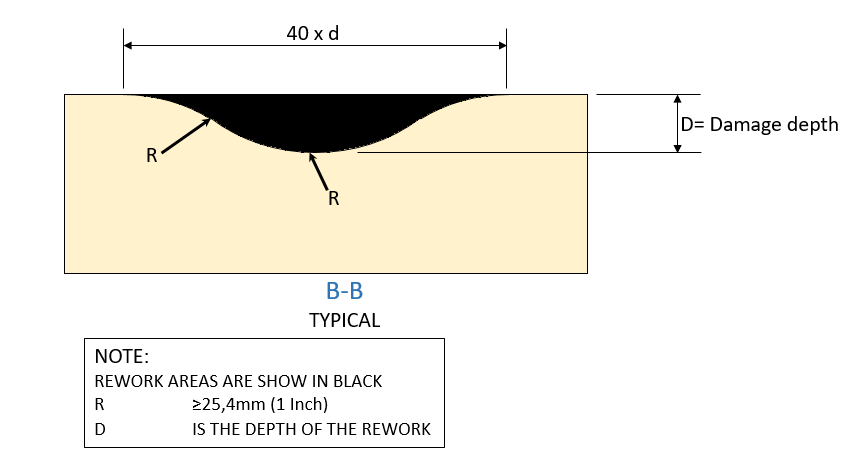 40 x d
D= Damage depth
R
R
B-B
TYPICAL
NOTE:
REWORK AREAS ARE SHOW IN BLACK
R ≥25,4mm (1 Inch)
D IS THE DEPTH OF THE REWORK